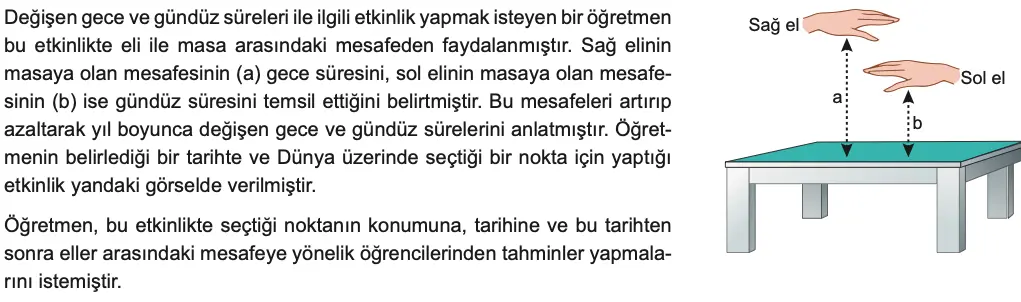 Değişen gece ve gündüz süreleri ile ilgili etkinlik yapmak isteyen bir öğretmen
bu etkinlikte eli ile masa arasındaki mesafeden faydalanmıştır. Sağ elinin
masaya olan mesafesinin (a) gece süresini, sol elinin masaya olan mesafe-
sinin (b) ise gündüz süresini temsil ettiğini belirtmiştir. Bu mesafeleri artırıp
azaltarak yıl boyunca değişen gece ve gündüz sürelerini anlatmıştır. Öğret-
menin belirlediği bir tarihte ve Dünya üzerinde seçtiği bir nokta için yaptığı
etkinlik yandaki görselde verilmiştir.
Öğretmen, bu etkinlikte seçtiği noktanın konumuna, tarihine ve bu tarihten
sonra eller arasındaki mesafeye yönelik öğrencilerinden tahminler yapmala-
rını istemiştir.
Sağ el
Sol el
a
b